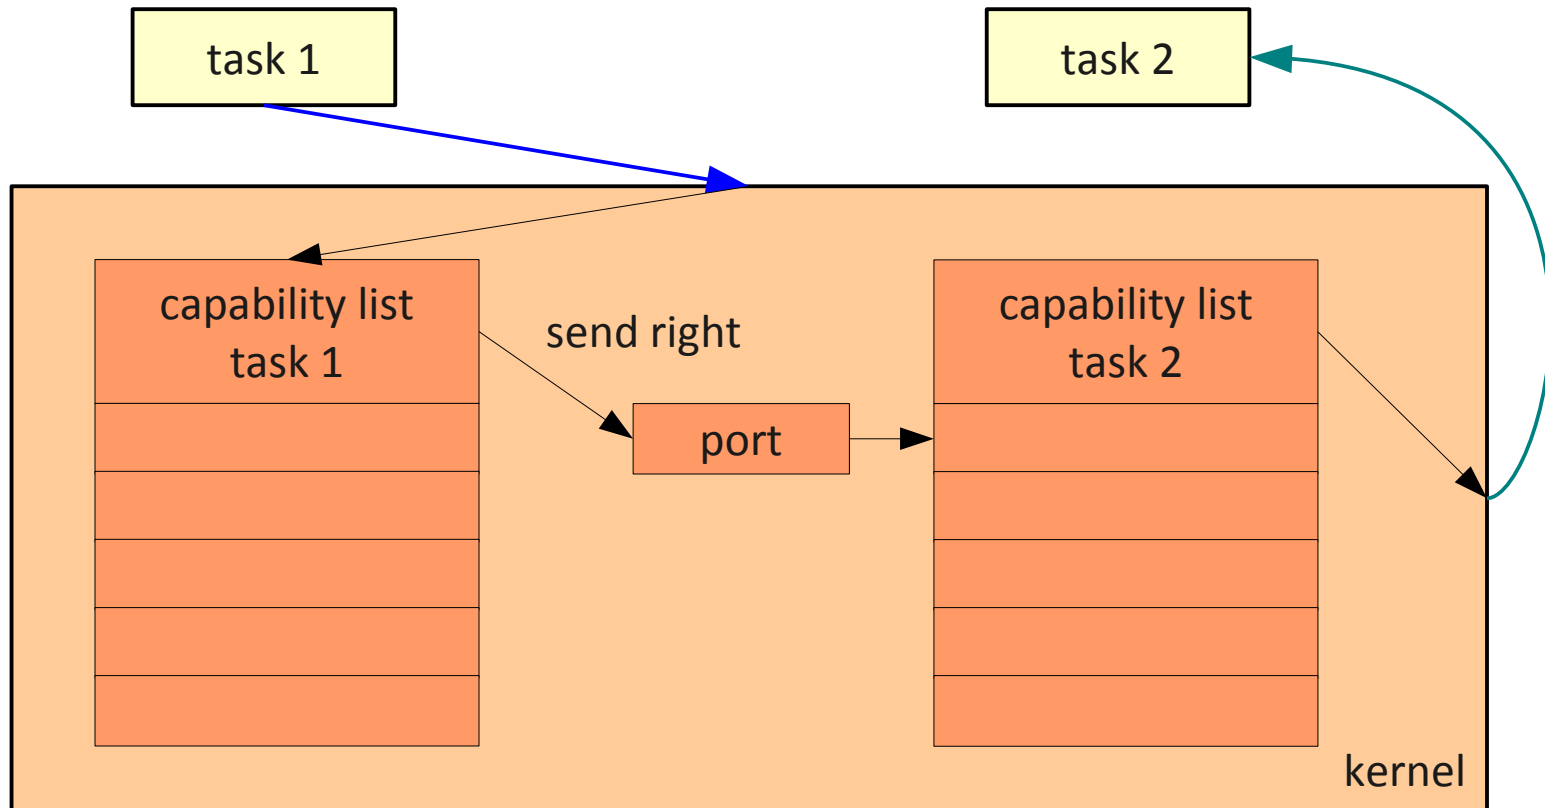 task 1
task 2
capability list
task 1
send right
port
capability list
task 2
kernel